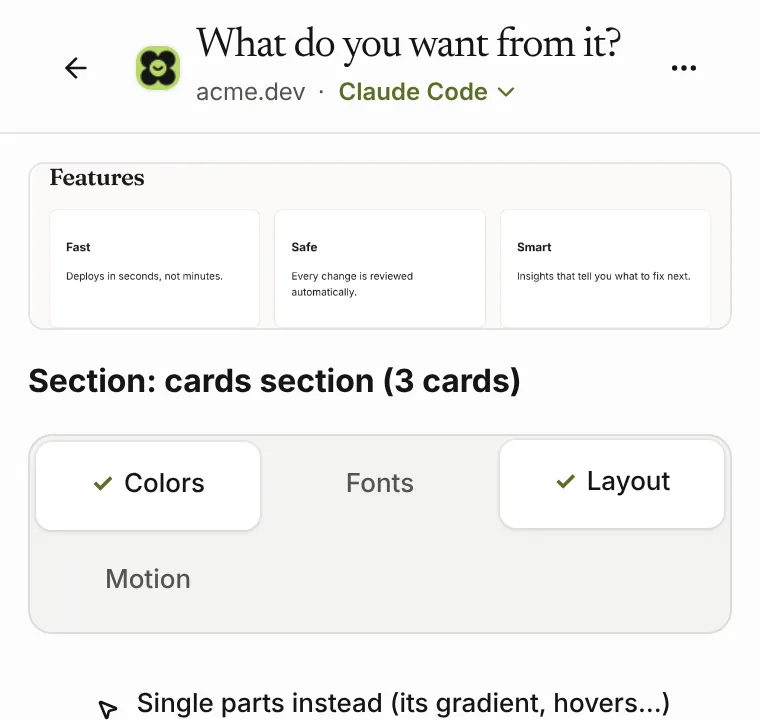 What do you want from it?
acme.dev · Claude Code
Features
Fast
Deploys in seconds, not minutes.
Safe
Every change is reviewed
automatically.
Smart
Insights that tell you what to fix next.
Section: cards section (3 cards)
Colors
Fonts
Layout
Motion
Single parts instead (its gradient, hovers...)